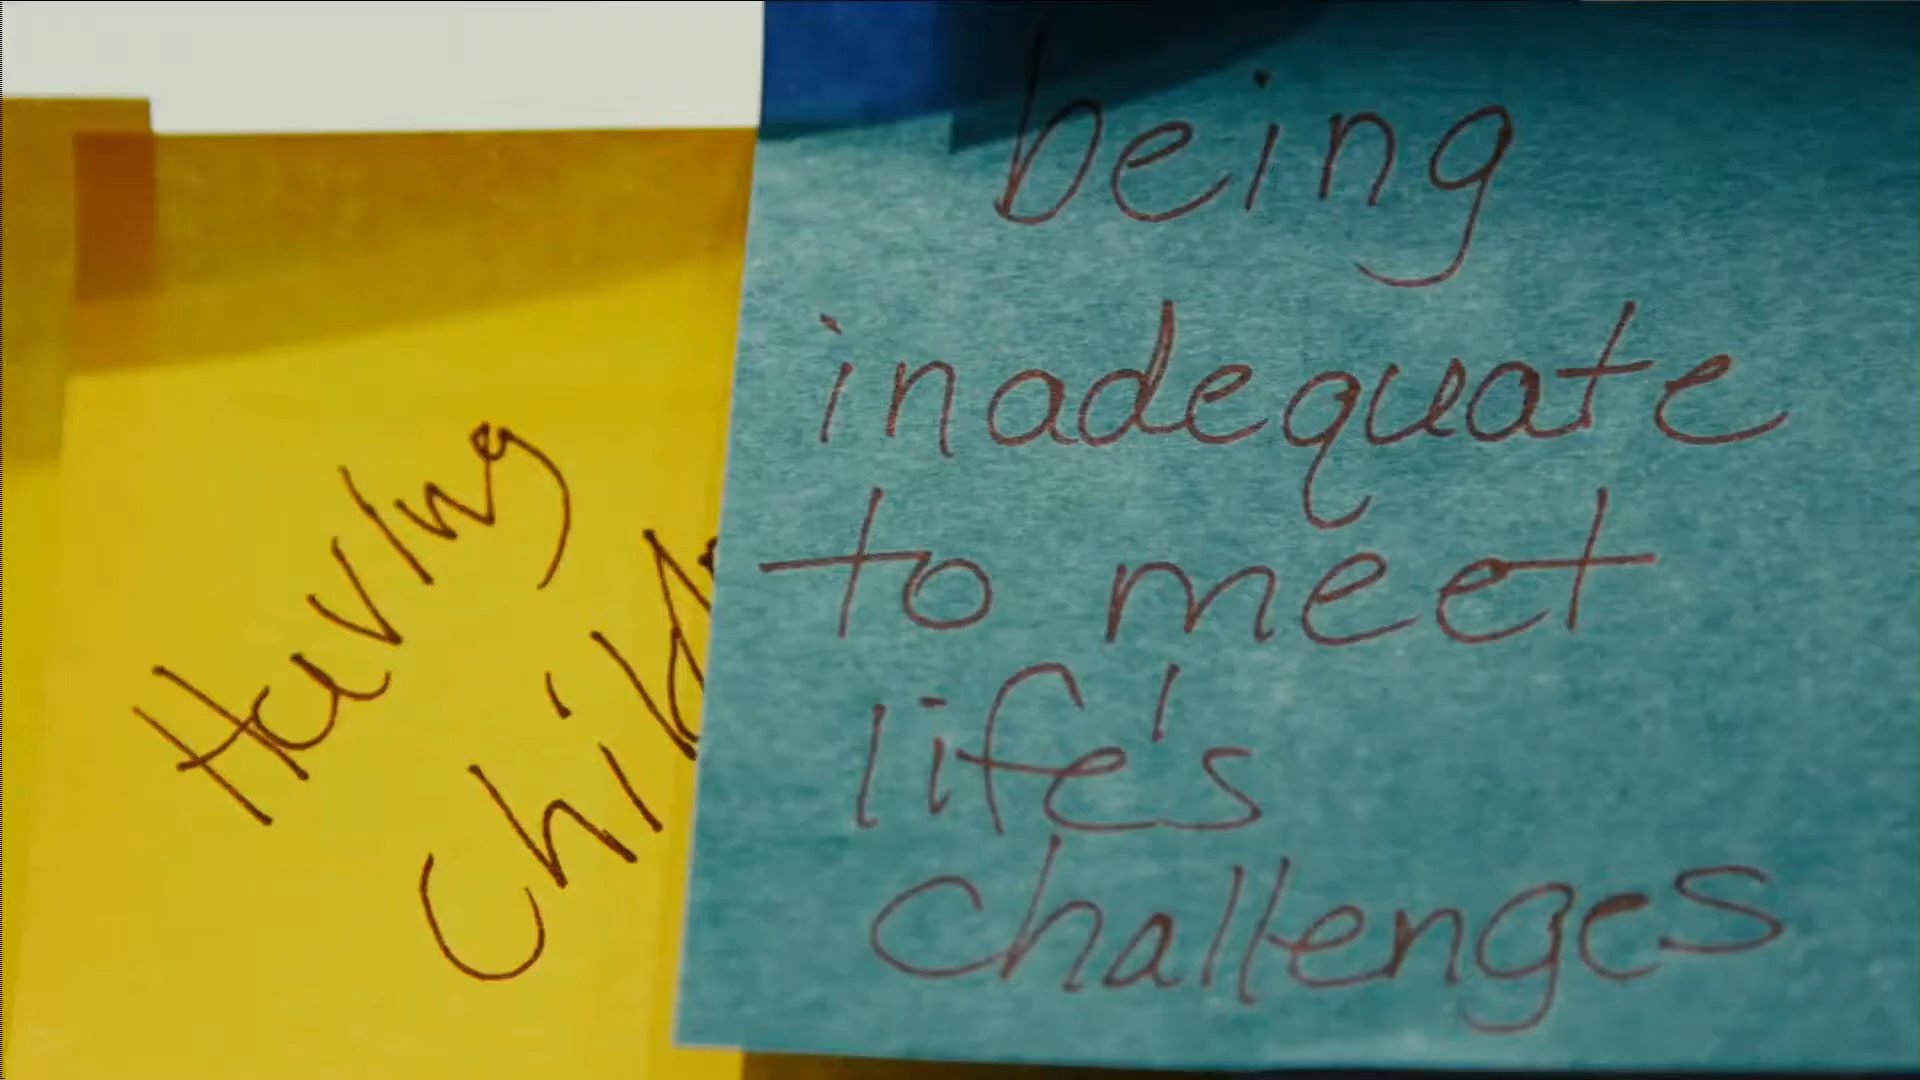 Having
being
inadequate
to meet
life's
challenges